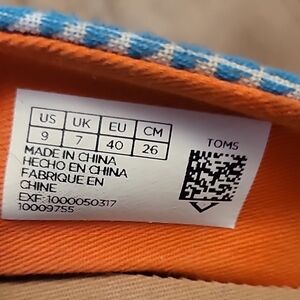 US UK EU CM
9 7 40 26
TOMS
MADE IN CHINA
HECHO EN CHINA
FABRIQUE EN
CHINE
EXF: 1000050317
10009755